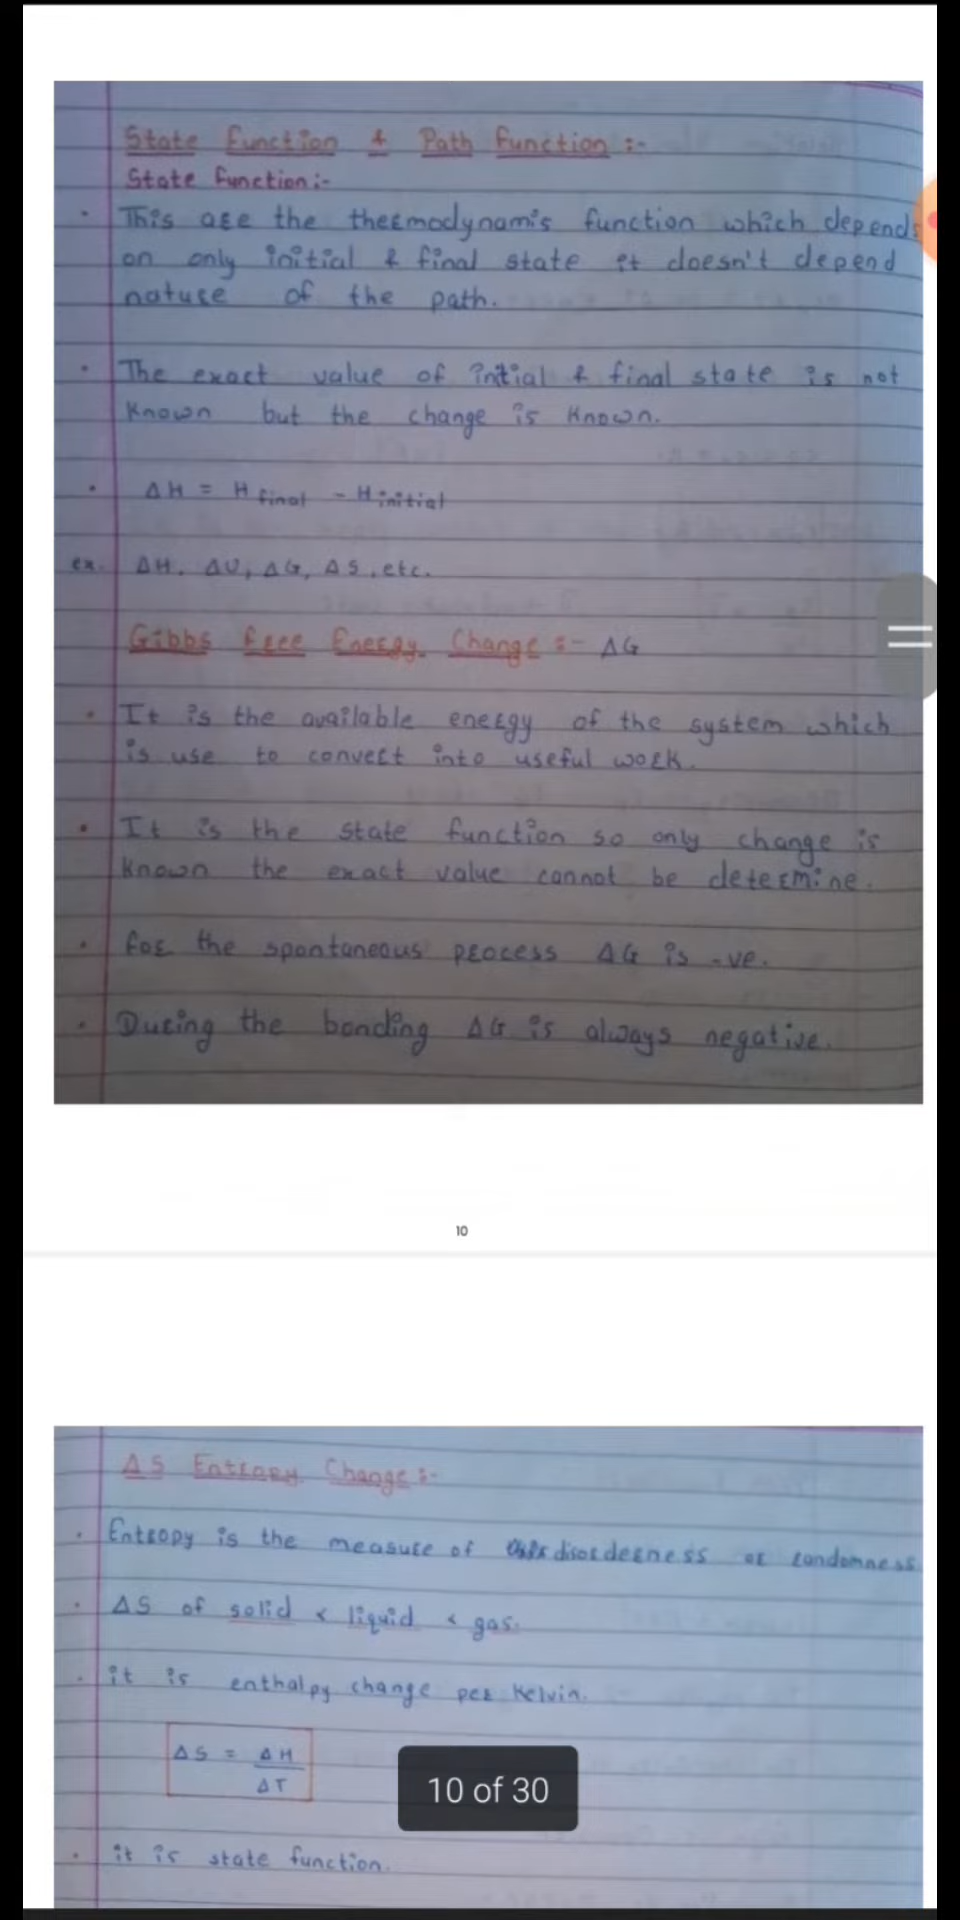 State Function & Path Function :-
State Function :-
• This are the thermodynamis function which depends
on only initial & final state it doesn't depend
nature of the path.
• The exact value of intial & final state is not
Known but the change is Known.
• ΔH = H final - H initial
ex. ΔH, ΔU, ΔG, ΔS, etc.
Gibbs free Energy Change :- ΔG
• It is the available energy of the system which
is use to convert into useful work.
• It is the state function so only change is
Known the exact value cannot be determine.
• for the spontaneous process ΔG is -ve.
• During the bonding ΔG is always negative.
10
ΔS Entropy Change :-
• Entropy is the measure of disorderness or randomness
• ΔS of solid < liquid < gas.
• it is enthalpy change per Kelvin.
ΔS = ΔH
ΔT
10 of 30
• it is state function.